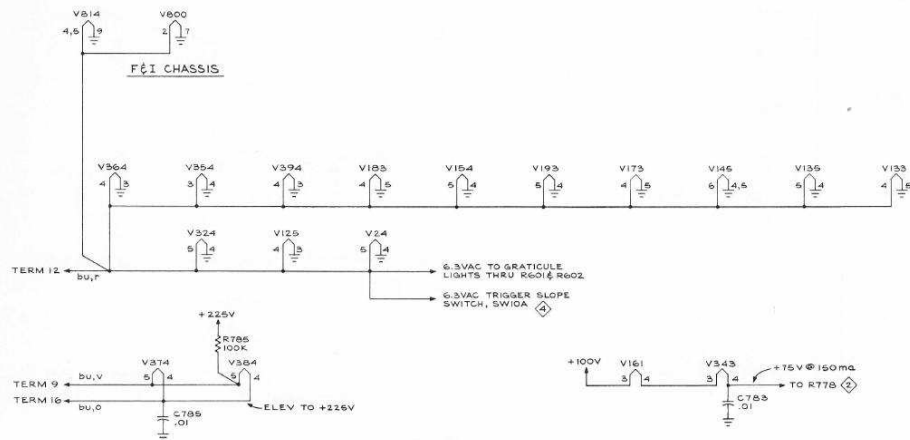 V814
V800
4,5
9
2
7
F&I CHASSIS
V364
V354
V394
V183
V154
V193
V173
V145
V135
V133
4
3
3
4
4
3
4
5
5
4
5
4
4
5
6
4,5
5
4
4
5
V324
V125
V24
5
4
4
3
5
4
TERM 12
bu,r
6.3VAC TO GRATICULE
LIGHTS THRU R601 & R602
6.3VAC TRIGGER SLOPE
SWITCH, SW10A
4
+225V
R785
100K
V374
V384
5
4
5
4
TERM 9
bu,v
TERM 16
bu,o
ELEV TO +225V
C785
.01
+100V
V161
V343
3
4
3
4
+75V @ 150ma
TO R778
2
C783
.01